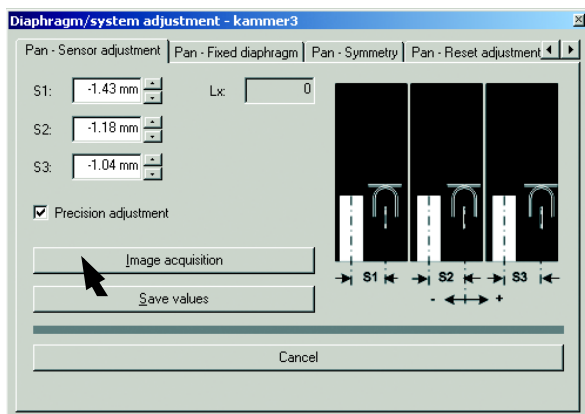 Diaphragm/system adjustment - kammer3
Pan - Sensor adjustment Pan - Fixed diaphragm Pan - Symmetry Pan - Reset adjustment
S1: -1.43 mm Lx: 0
S2: -1.18 mm
S3: -1.04 mm
Precision adjustment
Image acquisition
Save values
S1 S2 S3
- +
Cancel